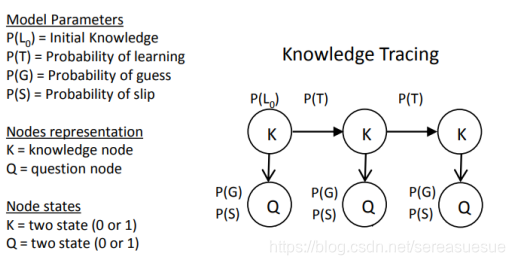 Model Parameters
P(L₀) = Initial Knowledge
P(T) = Probability of learning
P(G) = Probability of guess
P(S) = Probability of slip
Nodes representation
K = knowledge node
Q = question node
Node states
K = two state (0 or 1)
Q = two state (0 or 1)
Knowledge Tracing
P(L₀) P(T) P(T)
K K K
P(G) P(G) P(G)
P(S) P(S) P(S)
Q Q Q
https://blog.csdn.net/sereasuesue